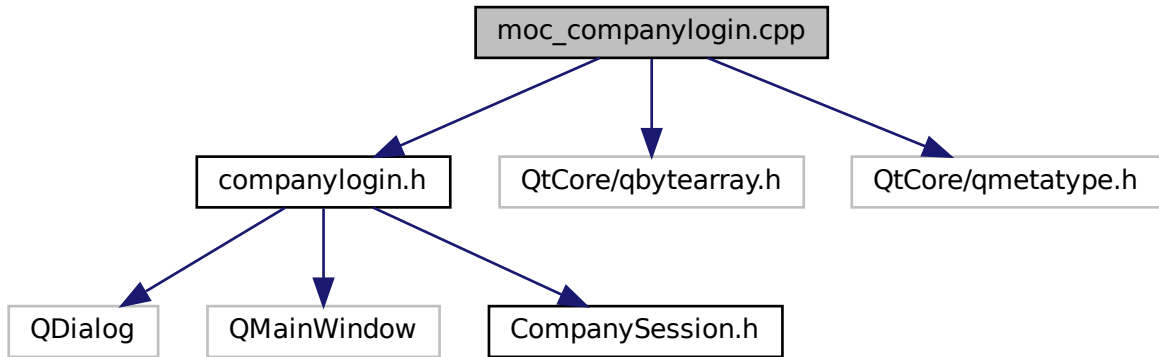 moc_companylogin.cpp
companylogin.h
QtCore/qbytearray.h
QtCore/qmetatype.h
QDialog
QMainWindow
CompanySession.h